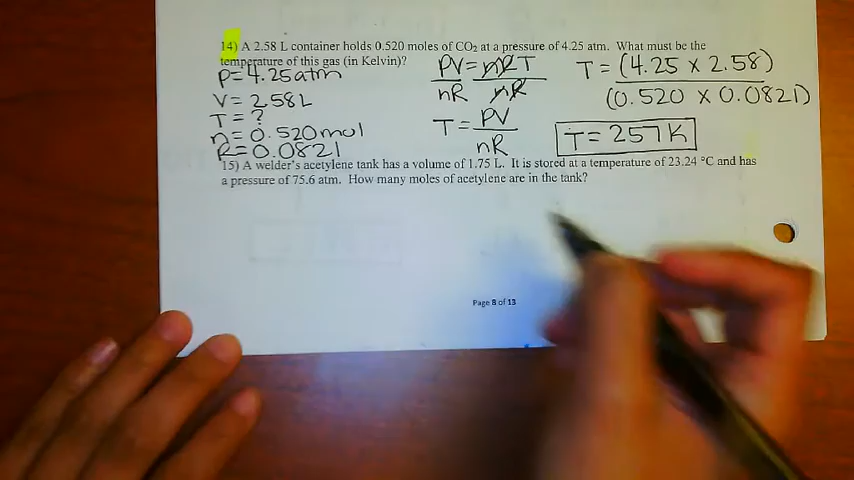 14) A 2.58 L container holds 0.520 moles of CO₂ at a pressure of 4.25 atm. What must be the
temperature of this gas (in Kelvin)?
P=4.25atm
V = 2.58L
T = ?
n = 0.520mol
R=0.0821
PV = nRT
nR nR
T = PV
nR
T = (4.25 x 2.58)
(0.520 x 0.0821)
T = 257 K
15) A welder's acetylene tank has a volume of 1.75 L. It is stored at a temperature of 23.24 °C and has
a pressure of 75.6 atm. How many moles of acetylene are in the tank?
Page 8 of 13